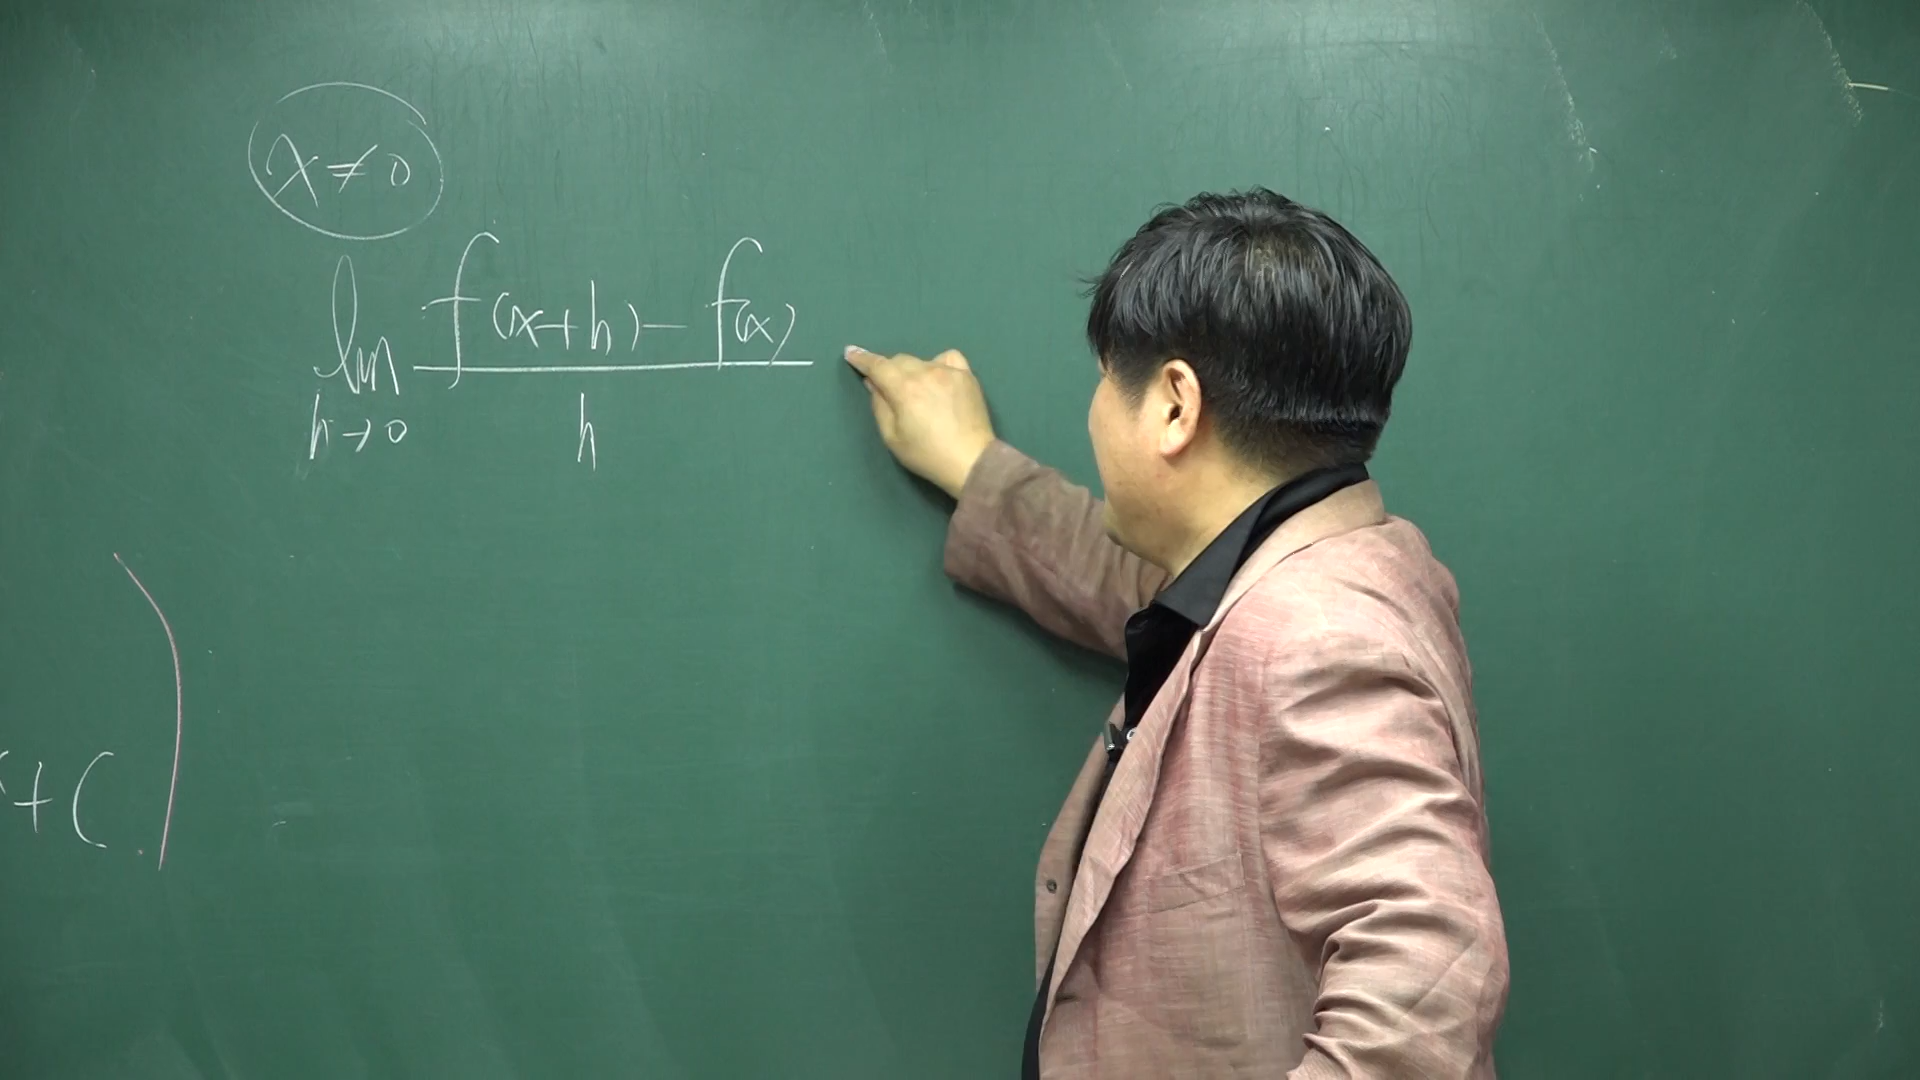 x≠0
lim f(x+h)-f(x) / h
h→0
+C